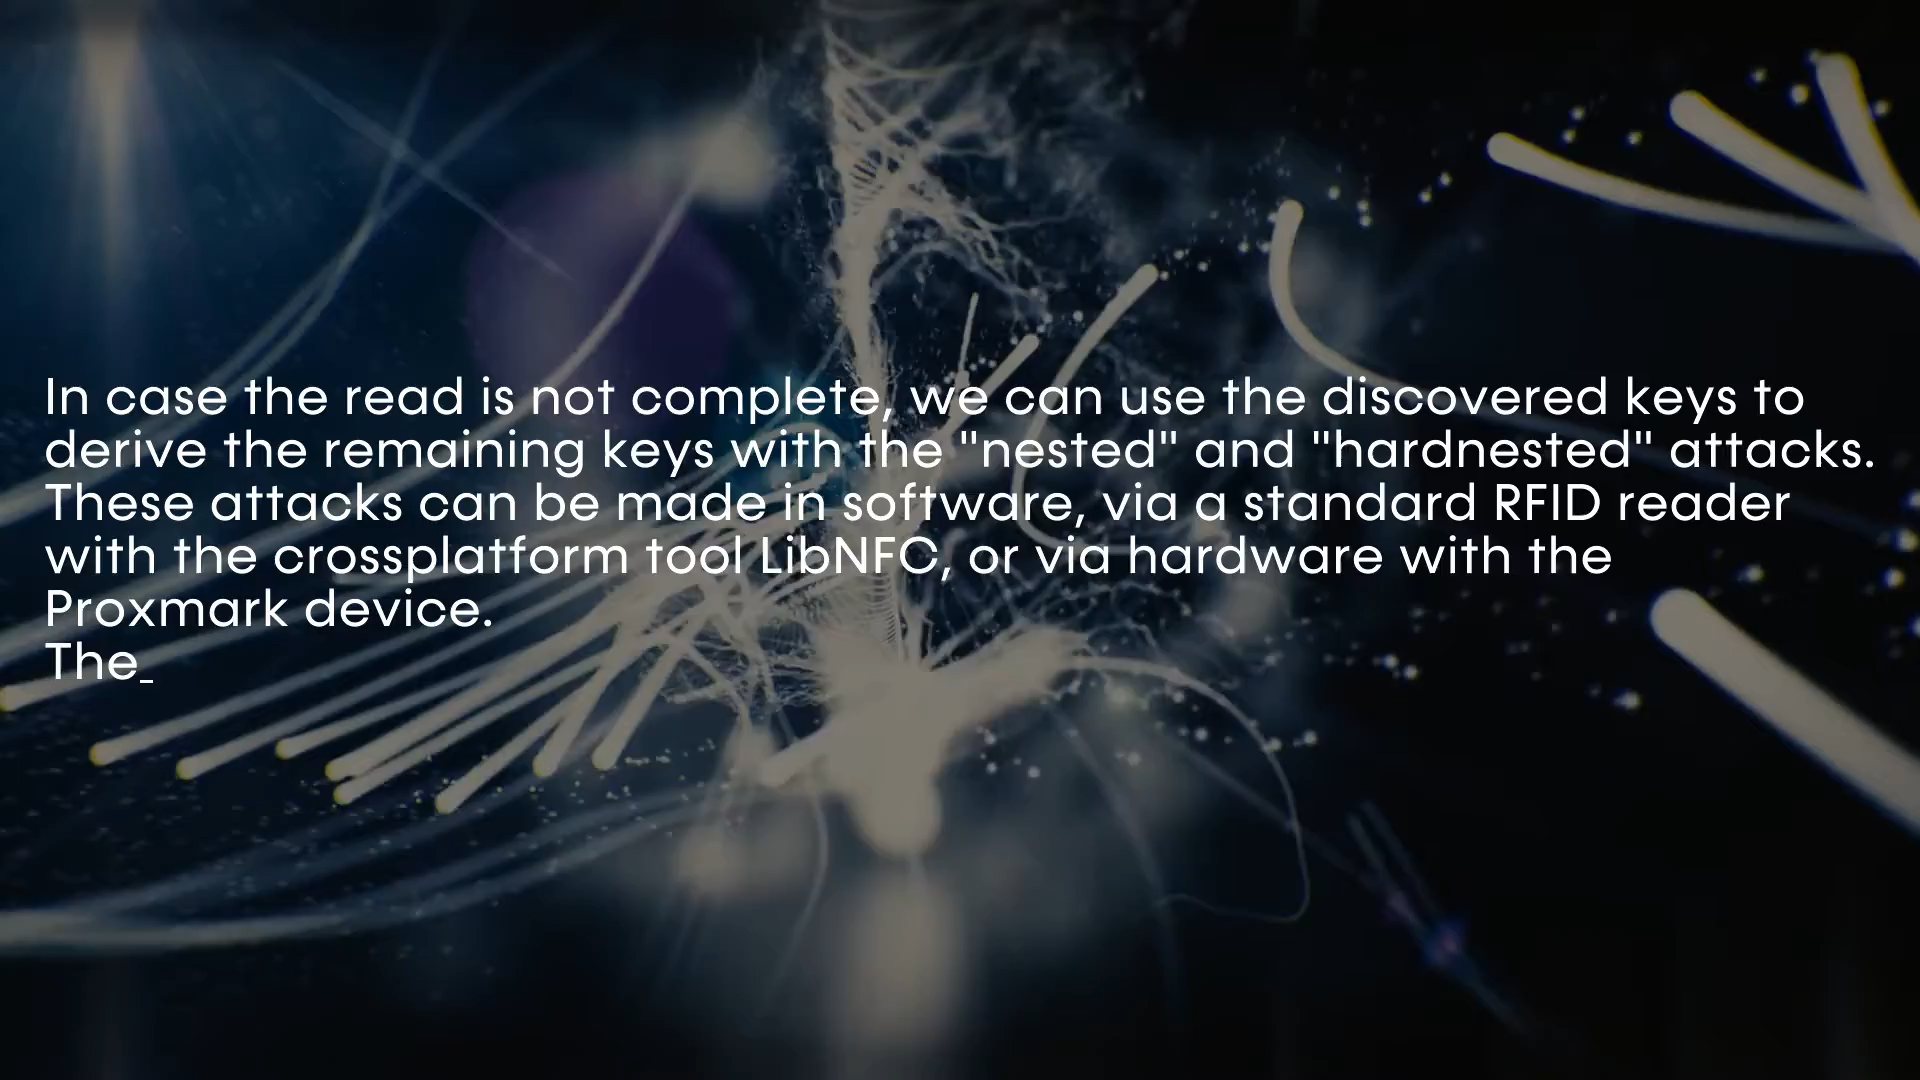 In case the read is not complete, we can use the discovered keys to
derive the remaining keys with the "nested" and "hardnested" attacks.
These attacks can be made in software, via a standard RFID reader
with the crossplatform tool LibNFC, or via hardware with the
Proxmark device.
The_